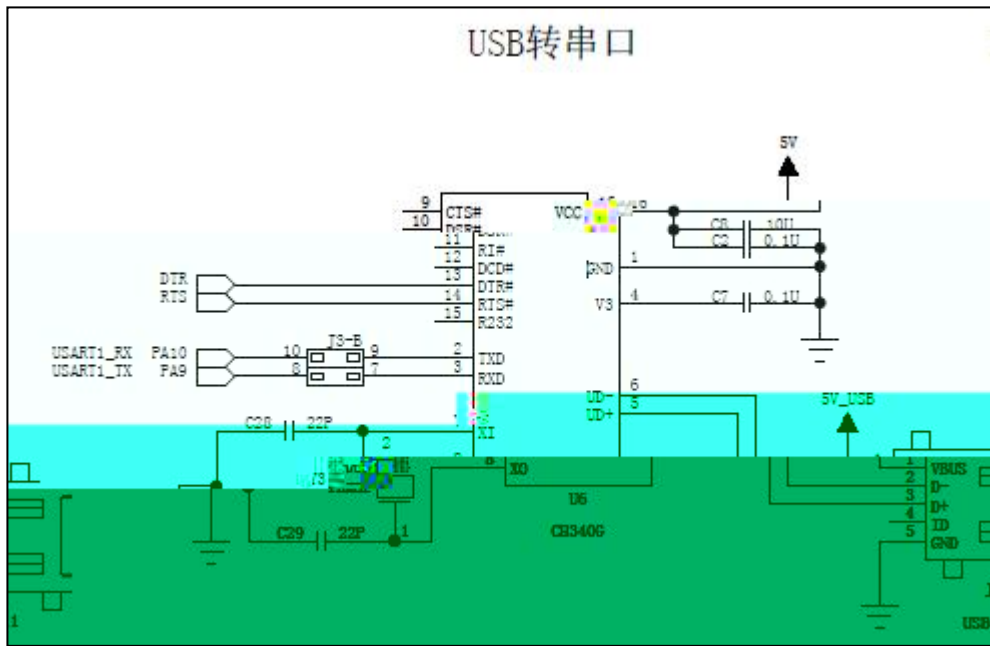 USB转串口
5V
9 CTS# VCC
10
C8 10U
11 C2 0.1U
12 RI#
13 DCD# GND 1
DTR DTR#
RTS 14 RTS# V3 4 C7 0.1U
15 R232
J3-B
USART1_RX PA10 10 9 2 TXD
USART1_TX PA9 8 7 3 RXD
UD- 6
UD+ 5
5V_USB
C28 22P XI
2
8 XO
1 VBUS
2 D-
3 D+
4 ID
5 GND
U6
CH340G
C29 22P 1
1